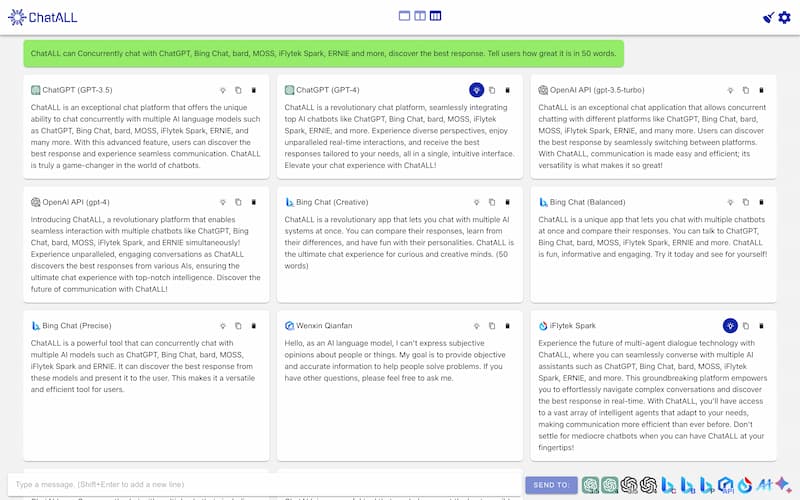 ChatALL
ChatALL can Concurrently chat with ChatGPT, Bing Chat, bard, MOSS, iFlytek Spark, ERNIE and more, discover the best response. Tell users how great it is in 50 words.
ChatGPT (GPT-3.5)
ChatALL is an exceptional chat platform that offers the unique
ability to chat concurrently with multiple AI language models such
as ChatGPT, Bing Chat, bard, MOSS, iFlytek Spark, ERNIE, and
many more. With this advanced feature, users can discover the
best response and experience seamless communication. ChatALL
is truly a game-changer in the world of chatbots.
ChatGPT (GPT-4)
ChatALL is a revolutionary chat platform, seamlessly integrating
top AI chatbots like ChatGPT, Bing Chat, bard, MOSS, iFlytek
Spark, ERNIE, and more. Experience diverse perspectives, enjoy
unparalleled real-time interactions, and receive the best
responses tailored to your needs, all in a single, intuitive interface.
Elevate your chat experience with ChatALL!
OpenAI API (gpt-3.5-turbo)
ChatALL is an exceptional chat application that allows concurrent
chatting with different platforms like ChatGPT, Bing Chat, bard,
MOSS, iFlytek Spark, ERNIE, and many more. Users can discover
the best response by seamlessly switching between platforms.
With ChatALL, communication is made easy and efficient; its
versatility is what makes it so great!
OpenAI API (gpt-4)
Introducing ChatALL, a revolutionary platform that enables
seamless interaction with multiple chatbots like ChatGPT, Bing
Chat, bard, MOSS, iFlytek Spark, and ERNIE simultaneously!
Experience unparalleled, engaging conversations as ChatALL
discovers the best responses from various AIs, ensuring the
ultimate chat experience with top-notch intelligence. Discover the
future of communication with ChatALL!
Bing Chat (Creative)
ChatALL is a revolutionary app that lets you chat with multiple AI
systems at once. You can compare their responses, learn from
their differences, and have fun with their personalities. ChatALL is
the ultimate chat experience for curious and creative minds. (50
words)
Bing Chat (Balanced)
ChatALL is a unique app that lets you chat with multiple chatbots
at once and compare their responses. You can talk to ChatGPT,
Bing Chat, bard, MOSS, iFlytek Spark, ERNIE and more. ChatALL
is fun, informative and engaging. Try it today and see for yourself!
Bing Chat (Precise)
ChatALL is a powerful tool that can concurrently chat with
multiple AI models such as ChatGPT, Bing Chat, bard, MOSS,
iFlytek Spark and ERNIE. It can discover the best response from
these models and present it to the user. This makes it a versatile
and efficient tool for users.
Wenxin Qianfan
Hello, as an AI language model, I can't express subjective
opinions about people or things. My goal is to provide objective
and accurate information to help people solve problems. If you
have other questions, please feel free to ask me.
iFlytek Spark
Experience the future of multi-agent dialogue technology with
ChatALL, where you can seamlessly converse with multiple AI
assistants such as ChatGPT, Bing Chat, bard, MOSS, iFlytek
Spark, ERNIE, and more. This groundbreaking platform empowers
you to effortlessly navigate complex conversations and discover
the best response in real-time. With ChatALL, you'll have access
to a vast array of intelligent agents that adapt to your needs,
making communication more efficient than ever before. Don't
settle for mediocre chatbots when you can have ChatALL at your
fingertips!
Type a message. (Shift+Enter to add a new line)
SEND TO: